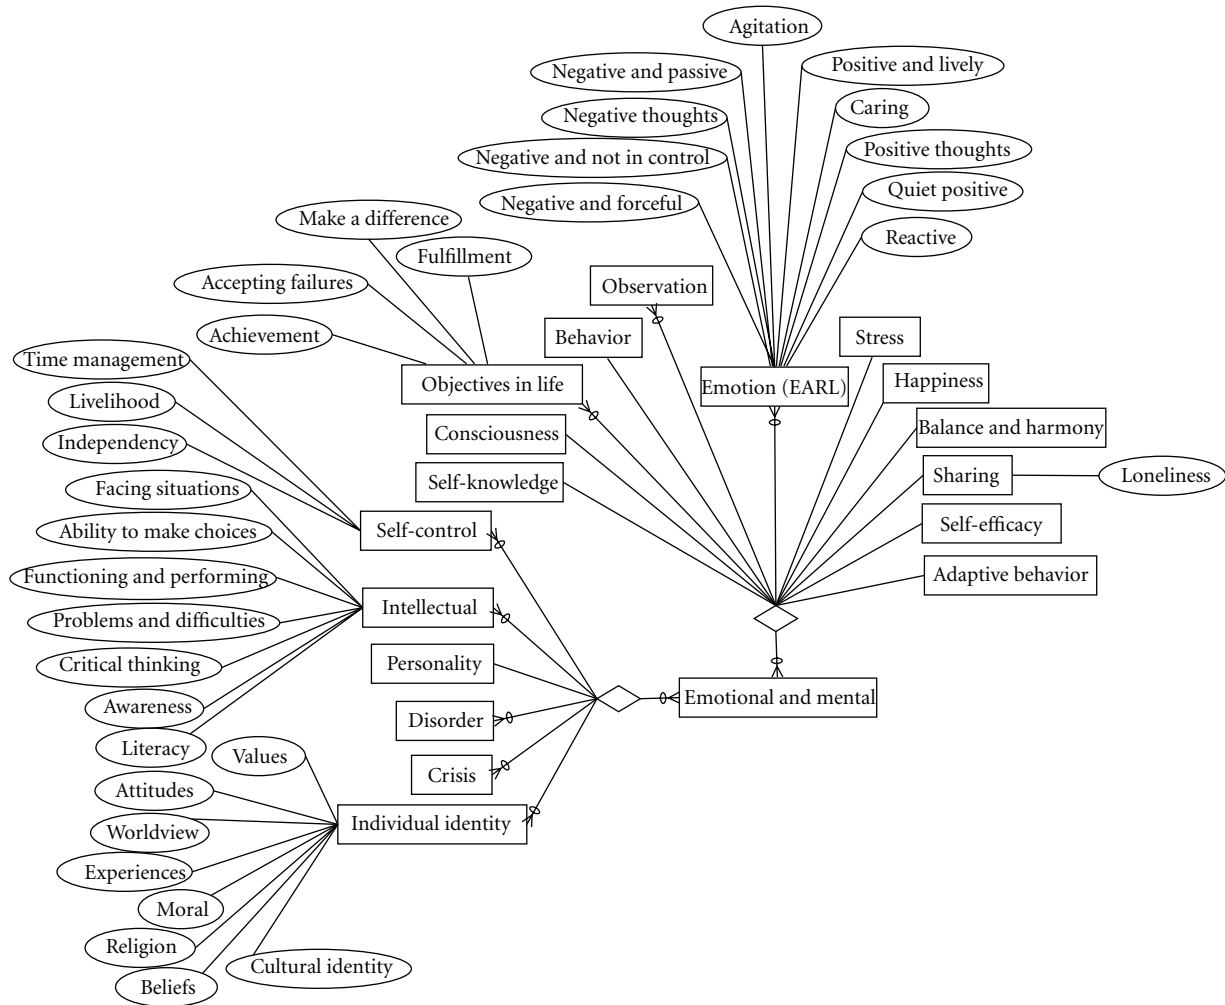 Agitation
Negative and passive
Positive and lively
Negative thoughts
Caring
Negative and not in control
Positive thoughts
Negative and forceful
Quiet positive
Make a difference
Reactive
Fulfillment
Accepting failures
Observation
Achievement
Behavior
Stress
Time management
Objectives in life
Emotion (EARL)
Happiness
Livelihood
Consciousness
Balance and harmony
Independency
Self-knowledge
Sharing
Loneliness
Facing situations
Self-control
Self-efficacy
Ability to make choices
Functioning and performing
Adaptive behavior
Intellectual
Problems and difficulties
Critical thinking
Personality
Emotional and mental
Awareness
Disorder
Literacy
Values
Crisis
Attitudes
Individual identity
Worldview
Experiences
Moral
Religion
Cultural identity
Beliefs